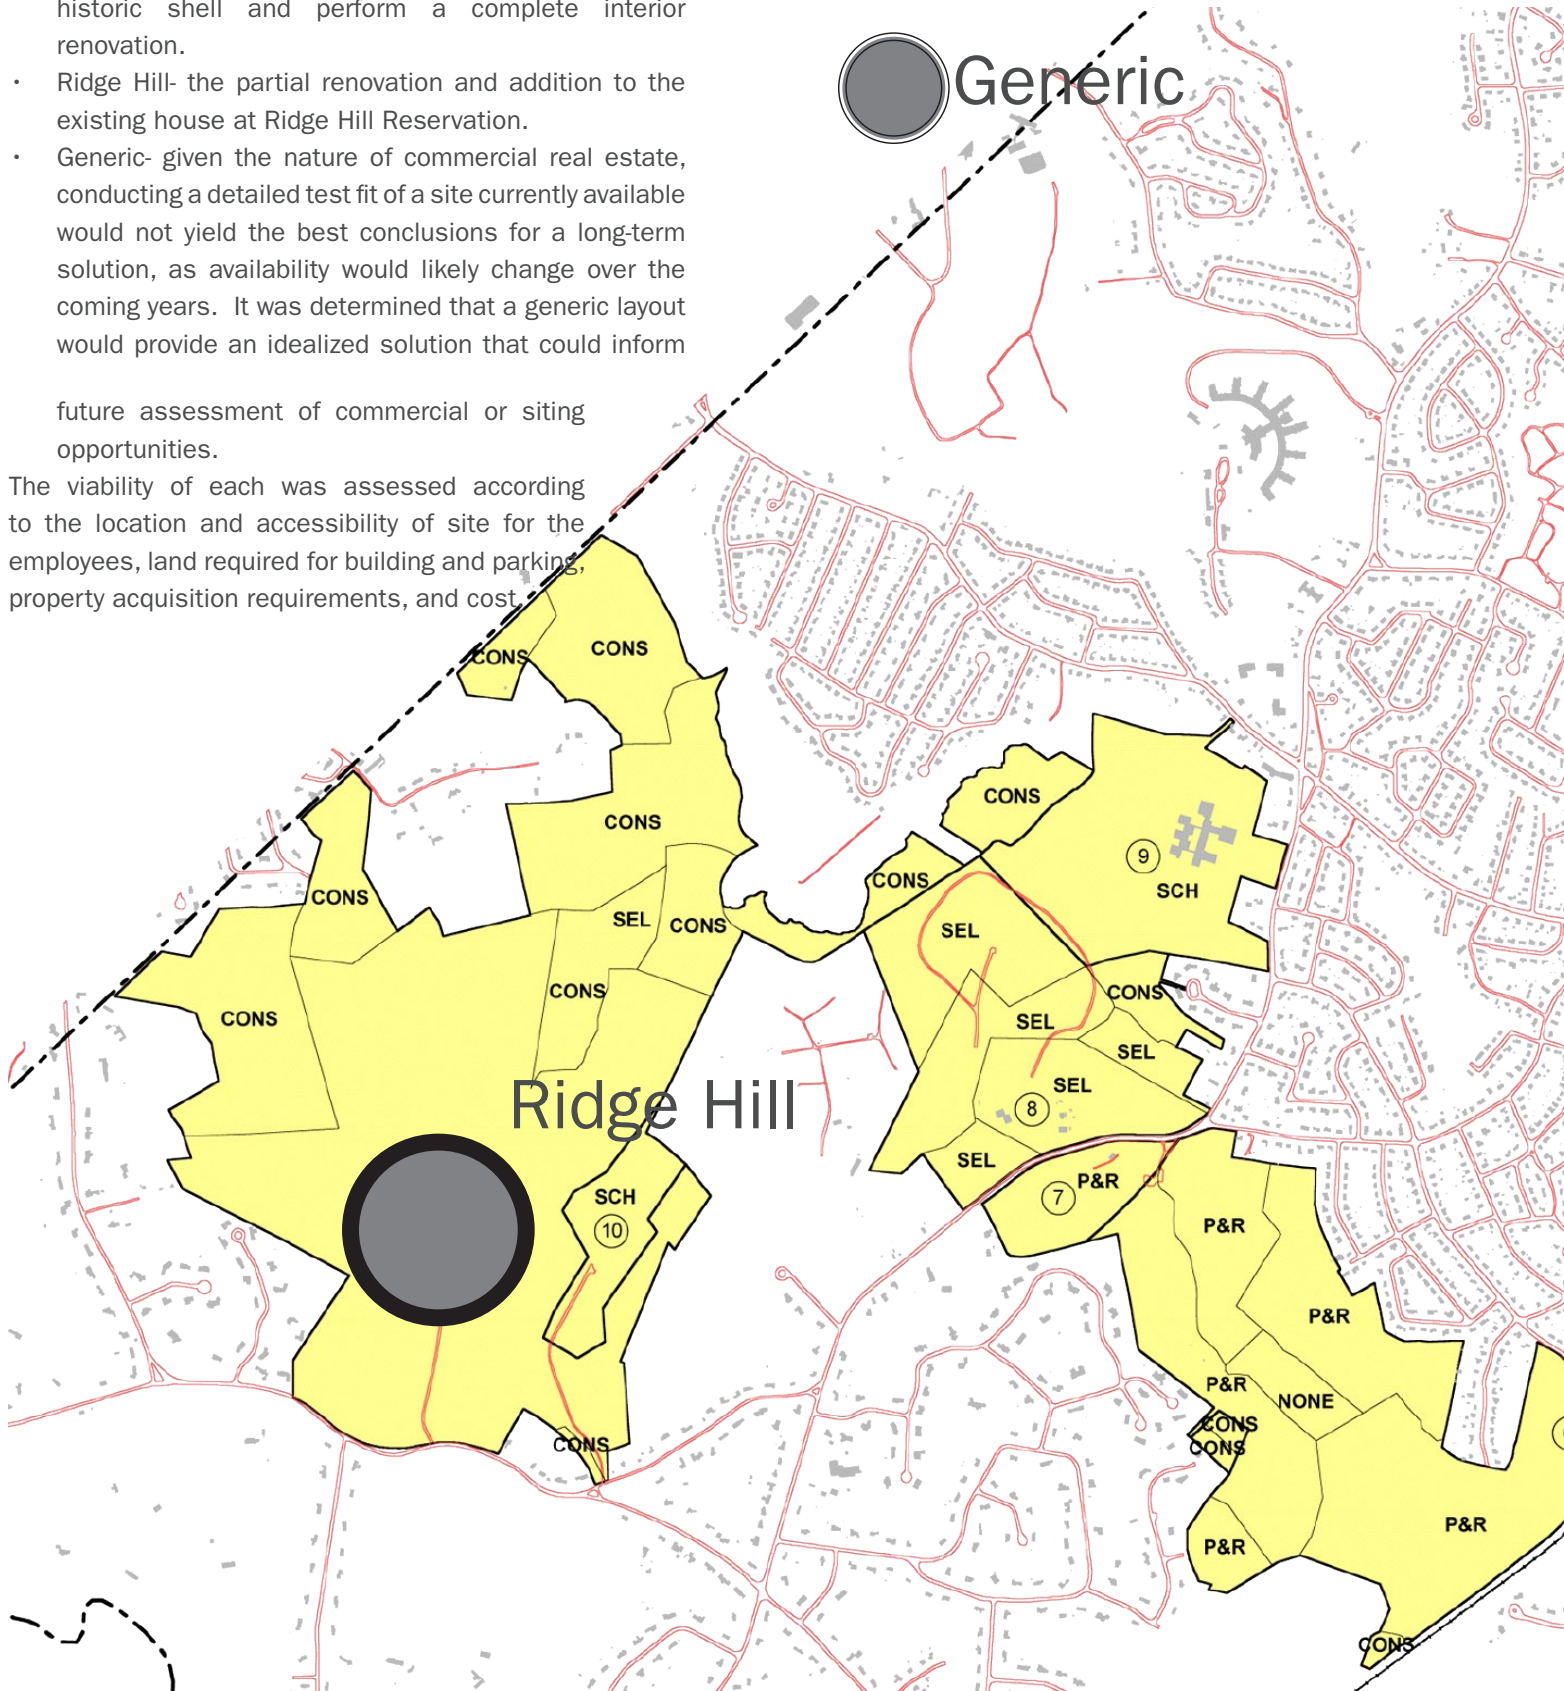 historic shell and perform a complete interior
renovation.
• Ridge Hill- the partial renovation and addition to the
existing house at Ridge Hill Reservation.
• Generic- given the nature of commercial real estate,
conducting a detailed test fit of a site currently available
would not yield the best conclusions for a long-term
solution, as availability would likely change over the
coming years. It was determined that a generic layout
would provide an idealized solution that could inform
future assessment of commercial or siting
opportunities.
The viability of each was assessed according
to the location and accessibility of site for the
employees, land required for building and parking,
property acquisition requirements, and cost.
Generic
CONS
CONS
CONS
CONS
CONS
9
SCH
CONS
CONS
SEL
CONS
SEL
CONS
CONS
CONS
SEL
SEL
SEL
8
Ridge Hill
SEL
7
P&R
SCH
10
P&R
P&R
P&R
NONE
CONS
CONS
CONS
P&R
P&R
CONS